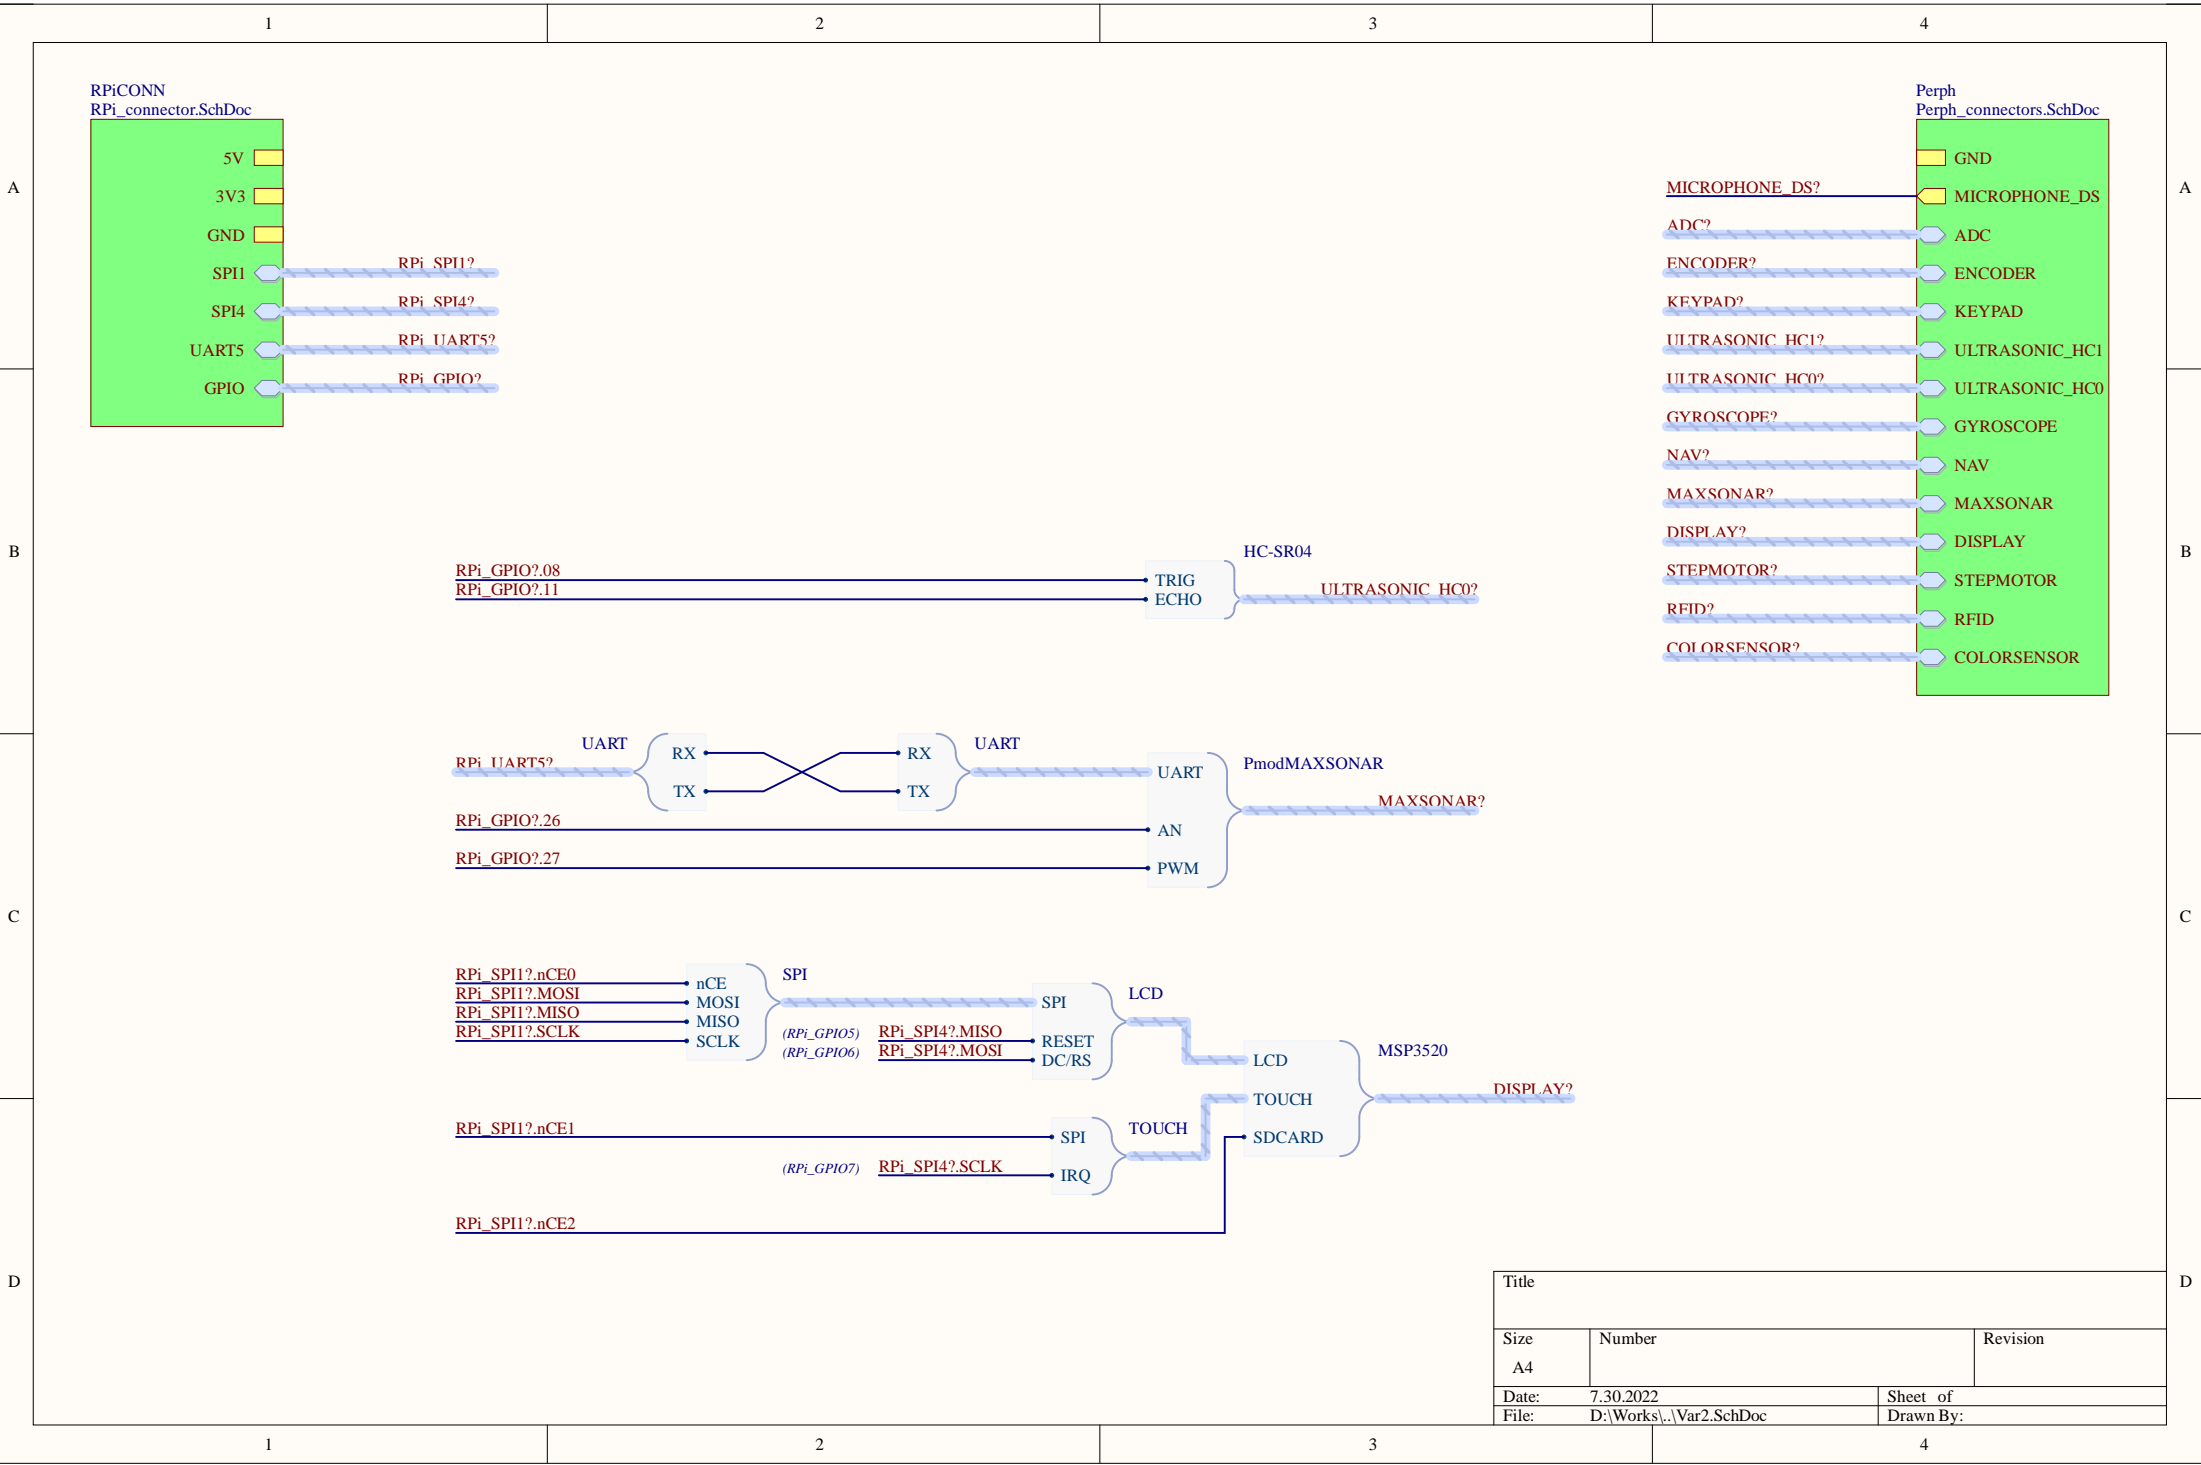 1 2 3 4
A A
B B
C C
D D
RPiCONN
RPi_connector.SchDoc
5V
3V3
GND
SPI1 RPi_SPI1?
SPI4 RPi_SPI4?
UART5 RPi_UART5?
GPIO RPi_GPIO?
Perph
Perph_connectors.SchDoc
GND
MICROPHONE_DS? MICROPHONE_DS
ADC? ADC
ENCODER? ENCODER
KEYPAD? KEYPAD
ULTRASONIC_HC1? ULTRASONIC_HC1
ULTRASONIC_HC0? ULTRASONIC_HC0
GYROSCOPE? GYROSCOPE
NAV? NAV
MAXSONAR? MAXSONAR
DISPLAY? DISPLAY
STEPMOTOR? STEPMOTOR
RFID? RFID
COLORSENSOR? COLORSENSOR
HC-SR04
RPi_GPIO?.08 TRIG
RPi_GPIO?.11 ECHO ULTRASONIC_HC0?
UART RX RX UART
RPi_UART5? UART PmodMAXSONAR
TX TX
MAXSONAR?
RPi_GPIO?.26 AN
RPi_GPIO?.27 PWM
RPi_SPI1?.nCE0 nCE SPI
RPi_SPI1?.MOSI MOSI SPI LCD
RPi_SPI1?.MISO MISO
RPi_SPI1?.SCLK SCLK (RPi_GPIO5) RPi_SPI4?.MISO RESET
(RPi_GPIO6) RPi_SPI4?.MOSI DC/RS LCD MSP3520
DISPLAY?
TOUCH
RPi_SPI1?.nCE1 SPI TOUCH SDCARD
(RPi_GPIO7) RPi_SPI4?.SCLK IRQ
RPi_SPI1?.nCE2
Title
Size Number Revision
A4
Date: 7.30.2022 Sheet of
File: D:\Works\..\Var2.SchDoc Drawn By:
1 2 3 4